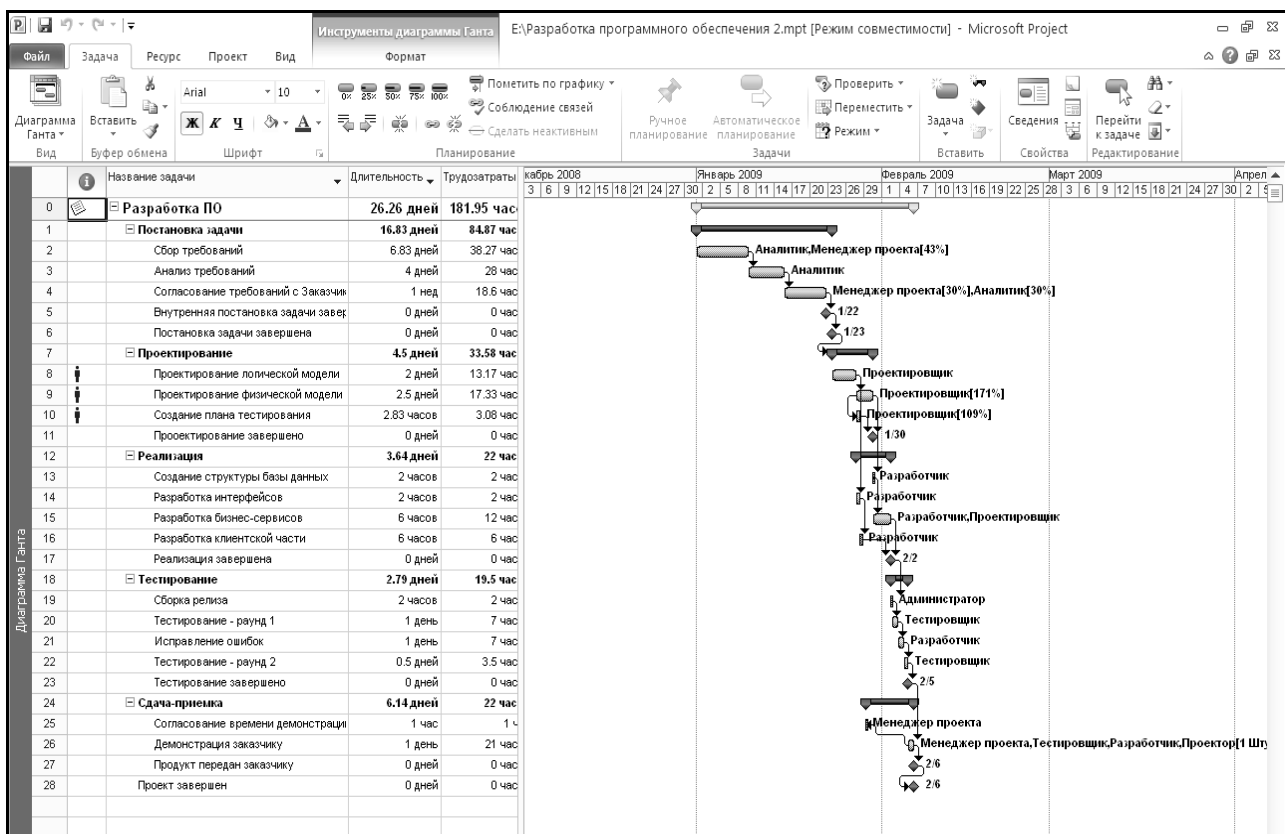 Инструменты диаграммы Ганта
E:\Разработка программного обеспечения 2.mpt [Режим совместимости] - Microsoft Project
Файл Задача Ресурс Проект Вид Формат
Диаграмма Ганта
Вставить
Arial 10
Ж К Ч
0% 25% 50% 75% 100%
Пометить по графику
Соблюдение связей
Сделать неактивным
Ручное планирование
Автоматическое планирование
Проверить
Переместить
Режим
Задача
Сведения
Перейти к задаче
Вид Буфер обмена Шрифт Планирование Задачи Вставить Свойства Редактирование
Название задачи Длительность Трудозатраты
кабрь 2008 Январь 2009 Февраль 2009 Март 2009 Апрел
3 6 9 12 15 18 21 24 27 30 2 5 8 11 14 17 20 23 26 29 1 4 7 10 13 16 19 22 25 28 3 6 9 12 15 18 21 24 27 30 2 5
0 Разработка ПО 26.26 дней 181.95 час
1 Постановка задачи 16.83 дней 84.87 час
2 Сбор требований 6.83 дней 38.27 час Аналитик,Менеджер проекта[43%]
3 Анализ требований 4 дней 28 час Аналитик
4 Согласование требований с Заказчик 1 нед 18.6 час Менеджер проекта[30%],Аналитик[30%]
5 Внутренняя постановка задачи завер 0 дней 0 час 1/22
6 Постановка задачи завершена 0 дней 0 час 1/23
7 Проектирование 4.5 дней 33.58 час
8 Проектирование логической модели 2 дней 13.17 час Проектировщик
9 Проектирование физической модели 2.5 дней 17.33 час Проектировщик[171%]
10 Создание плана тестирования 2.83 часов 3.08 час Проектировщик[109%]
11 Прооектирование завершено 0 дней 0 час 1/30
12 Реализация 3.64 дней 22 час
13 Создание структуры базы данных 2 часов 2 час Разработчик
14 Разработка интерфейсов 2 часов 2 час Разработчик
15 Разработка бизнес-сервисов 6 часов 12 час Разработчик,Проектировщик
16 Разработка клиентской части 6 часов 6 час Разработчик
17 Реализация завершена 0 дней 0 час 2/2
18 Тестирование 2.79 дней 19.5 час
19 Сборка релиза 2 часов 2 час Администратор
20 Тестирование - раунд 1 1 день 7 час Тестировщик
21 Исправление ошибок 1 день 7 час Разработчик
22 Тестирование - раунд 2 0.5 дней 3.5 час Тестировщик
23 Тестирование завершено 0 дней 0 час 2/5
24 Сдача-приемка 6.14 дней 22 час
25 Согласование времени демонстраци 1 час 1 ч Менеджер проекта
26 Демонстрация заказчику 1 день 21 час Менеджер проекта,Тестировщик,Разработчик,Проектор[1 Шту
27 Продукт передан заказчику 0 дней 0 час 2/6
28 Проект завершен 0 дней 0 час 2/6
Диаграмма Ганта